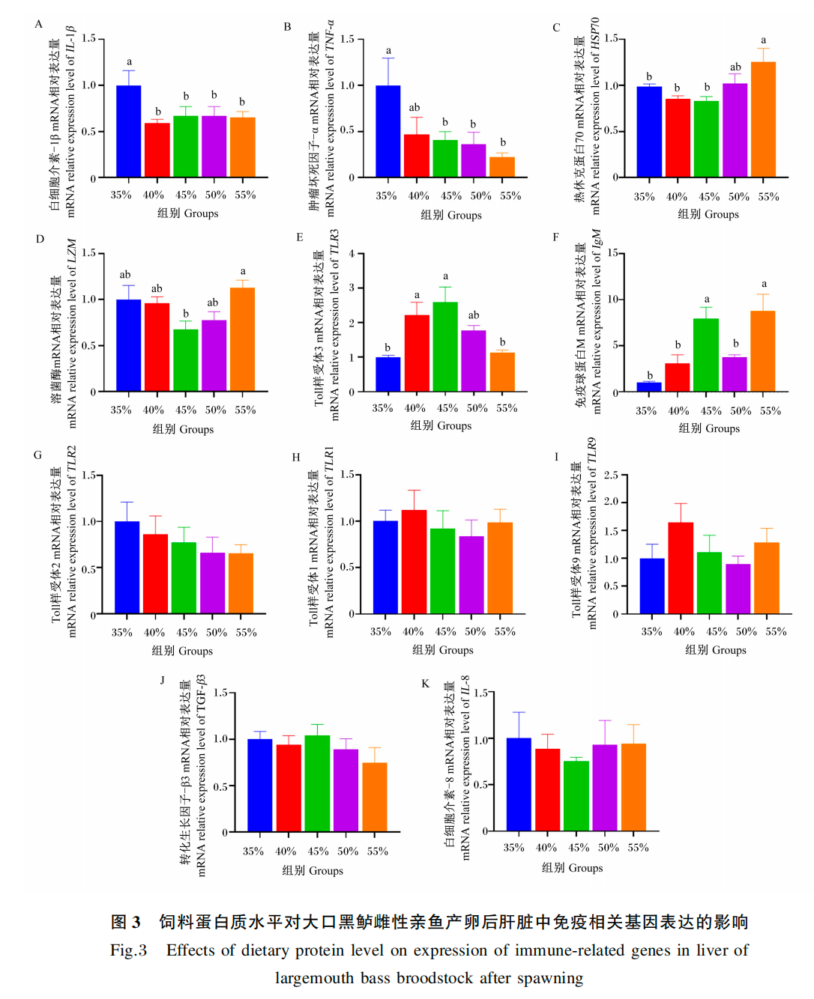 A
白细胞介素-1β mRNA相对表达量
mRNA relative expression level of IL-1β
1.5
1.0
0.5
0
a
b
b
b
b
35% 40% 45% 50% 55%
组别 Groups
B
肿瘤坏死因子-α mRNA相对表达量
mRNA relative expression level of TNF-α
1.5
1.0
0.5
0
a
ab
b
b
b
35% 40% 45% 50% 55%
组别 Groups
C
热休克蛋白70 mRNA相对表达量
mRNA relative expression level of HSP70
1.5
1.0
0.5
0
b
b
b
ab
a
35% 40% 45% 50% 55%
组别 Groups
D
溶菌酶mRNA相对表达量
mRNA relative expression level of LZM
1.5
1.0
0.5
0
ab
ab
b
ab
a
35% 40% 45% 50% 55%
组别 Groups
E
Toll样受体3 mRNA相对表达量
mRNA relative expression level of TLR3
4
3
2
1
0
b
a
a
ab
b
35% 40% 45% 50% 55%
组别 Groups
F
免疫球蛋白M mRNA相对表达量
mRNA relative expression level of IgM
15
10
5
0
b
b
a
b
a
35% 40% 45% 50% 55%
组别 Groups
G
Toll样受体2 mRNA相对表达量
mRNA relative expression level of TLR2
1.5
1.0
0.5
0
35% 40% 45% 50% 55%
组别 Groups
H
Toll样受体1 mRNA相对表达量
mRNA relative expression level of TLR1
1.5
1.0
0.5
0
35% 40% 45% 50% 55%
组别 Groups
I
Toll样受体9 mRNA相对表达量
mRNA relative expression level of TLR9
2.5
2.0
1.5
1.0
0.5
0
35% 40% 45% 50% 55%
组别 Groups
J
转化生长因子-β3 mRNA相对表达量
mRNA relative expression level of TGF-β3
1.5
1.0
0.5
0
35% 40% 45% 50% 55%
组别 Groups
K
白细胞介素-8 mRNA相对表达量
mRNA relative expression level of IL-8
1.5
1.0
0.5
0
35% 40% 45% 50% 55%
组别 Groups
图 3 饲料蛋白质水平对大口黑鲈雌性亲鱼产卵后肝脏中免疫相关基因表达的影响
Fig.3 Effects of dietary protein level on expression of immune-related genes in liver of
largemouth bass broodstock after spawning